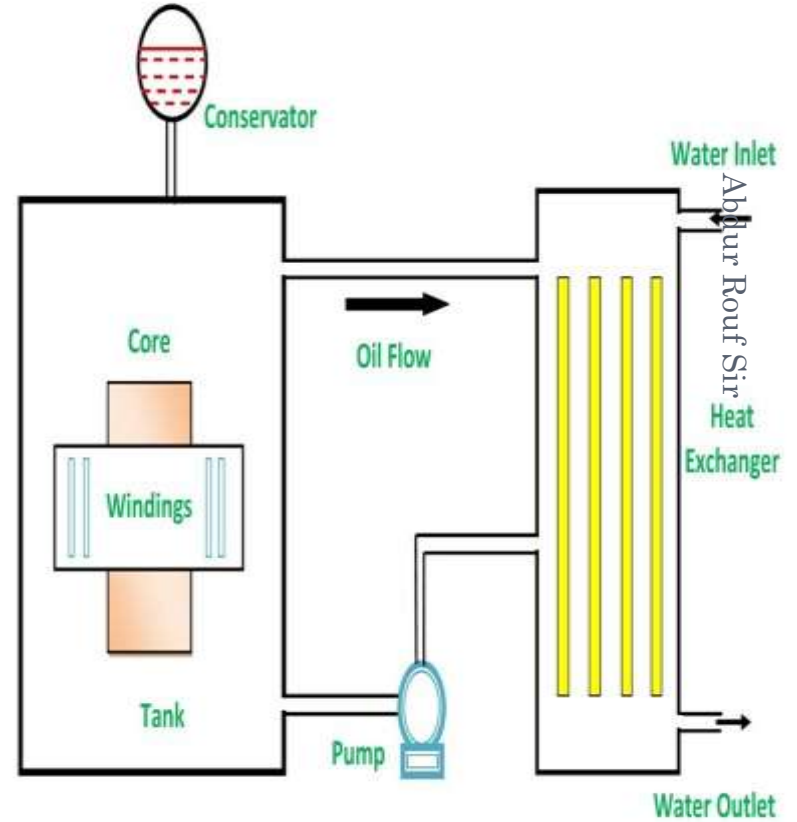 Conservator
Water Inlet
Abdur Rouf Sir
Core
Oil Flow
Heat
Exchanger
Windings
Tank
Pump
Water Outlet